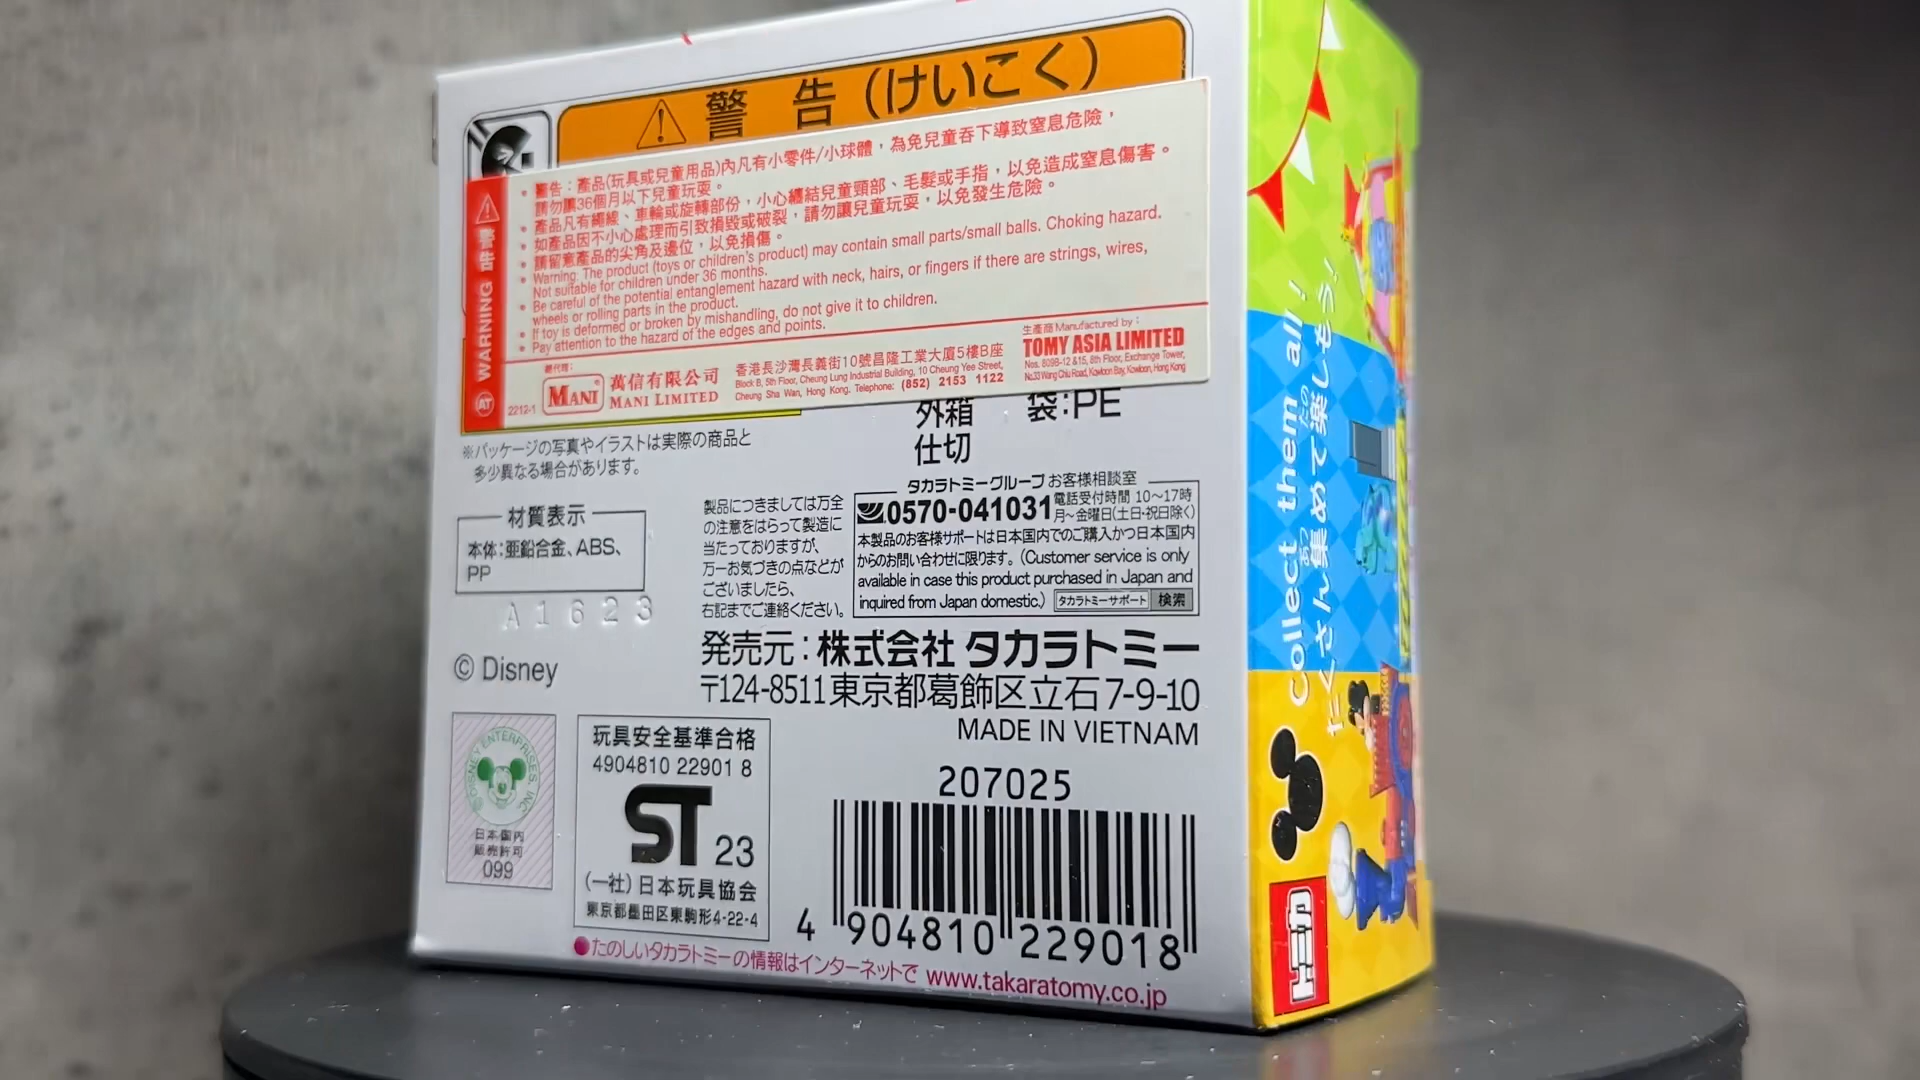 警 告 (けいこく)
警告 WARNING
• 警告：產品(玩具或兒童用品)內凡有小零件/小球體，為免兒童吞下導致窒息危險，
請勿讓36個月以下兒童玩耍。
• 產品凡有繩線、車輪或旋轉部份，小心纏結兒童頸部、毛髮或手指，以免造成窒息傷害。
• 如產品因不小心處理而引致損毀或破裂，請勿讓兒童玩耍，以免發生危險。
• 請留意產品的尖角及邊位，以免損傷。
• Warning: The product (toys or children's product) may contain small parts/small balls. Choking hazard.
Not suitable for children under 36 months.
• Be careful of the potential entanglement hazard with neck, hairs, or fingers if there are strings, wires,
wheels or rolling parts in the product.
• If toy is deformed or broken by mishandling, do not give it to children.
• Pay attention to the hazard of the edges and points.
AT
2212-1
總代理：
MANI
萬信有限公司
MANI LIMITED
香港長沙灣長義街10號昌隆工業大廈5樓B座
Block B, 5th Floor, Cheung Lung Industrial Building, 10 Cheung Yee Street,
Cheung Sha Wan, Hong Kong. Telephone: (852) 2153 1122
生產商 Manufactured by :
TOMY ASIA LIMITED
Nos. 809B-12 & 15, 8th Floor, Exchange Tower,
No.33 Wang Chiu Road, Kowloon Bay, Kowloon, Hong Kong
外箱 袋:PE
仕切
※パッケージの写真やイラストは実際の商品と
多少異なる場合があります。
材質表示
本体:亜鉛合金、ABS、
PP
A1623
© Disney
製品につきましては万全
の注意をはらって製造に
当たっておりますが、
万一お気づきの点などが
ございましたら、
右記までご連絡ください。
タカラトミーグループ お客様相談室
0570-041031 電話受付時間 10〜17時
月〜金曜日(土日・祝日除く)
本製品のお客様サポートは日本国内でのご購入かつ日本国内
からのお問い合わせに限ります。(Customer service is only
available in case this product purchased in Japan and
inquired from Japan domestic.) タカラトミーサポート 検索
発売元：株式会社 タカラトミー
〒124-8511東京都葛飾区立石7-9-10
MADE IN VIETNAM
© DISNEY ENTERPRISES, INC
日本国内
販売許可
099
玩具安全基準合格
4904810 22901 8
ST 23
(一社)日本玩具協会
東京都墨田区東駒形4-22-4
207025
4 904810 229018
●たのしいタカラトミーの情報はインターネットで www.takaratomy.co.jp
Collect them all!
たくさん集めて楽しもう!
あつ
たの
トミカ